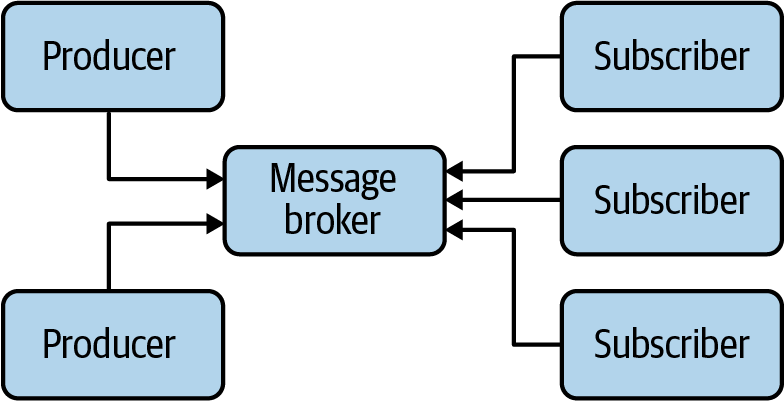 Producer
Subscriber
Message
broker
Subscriber
Producer
Subscriber